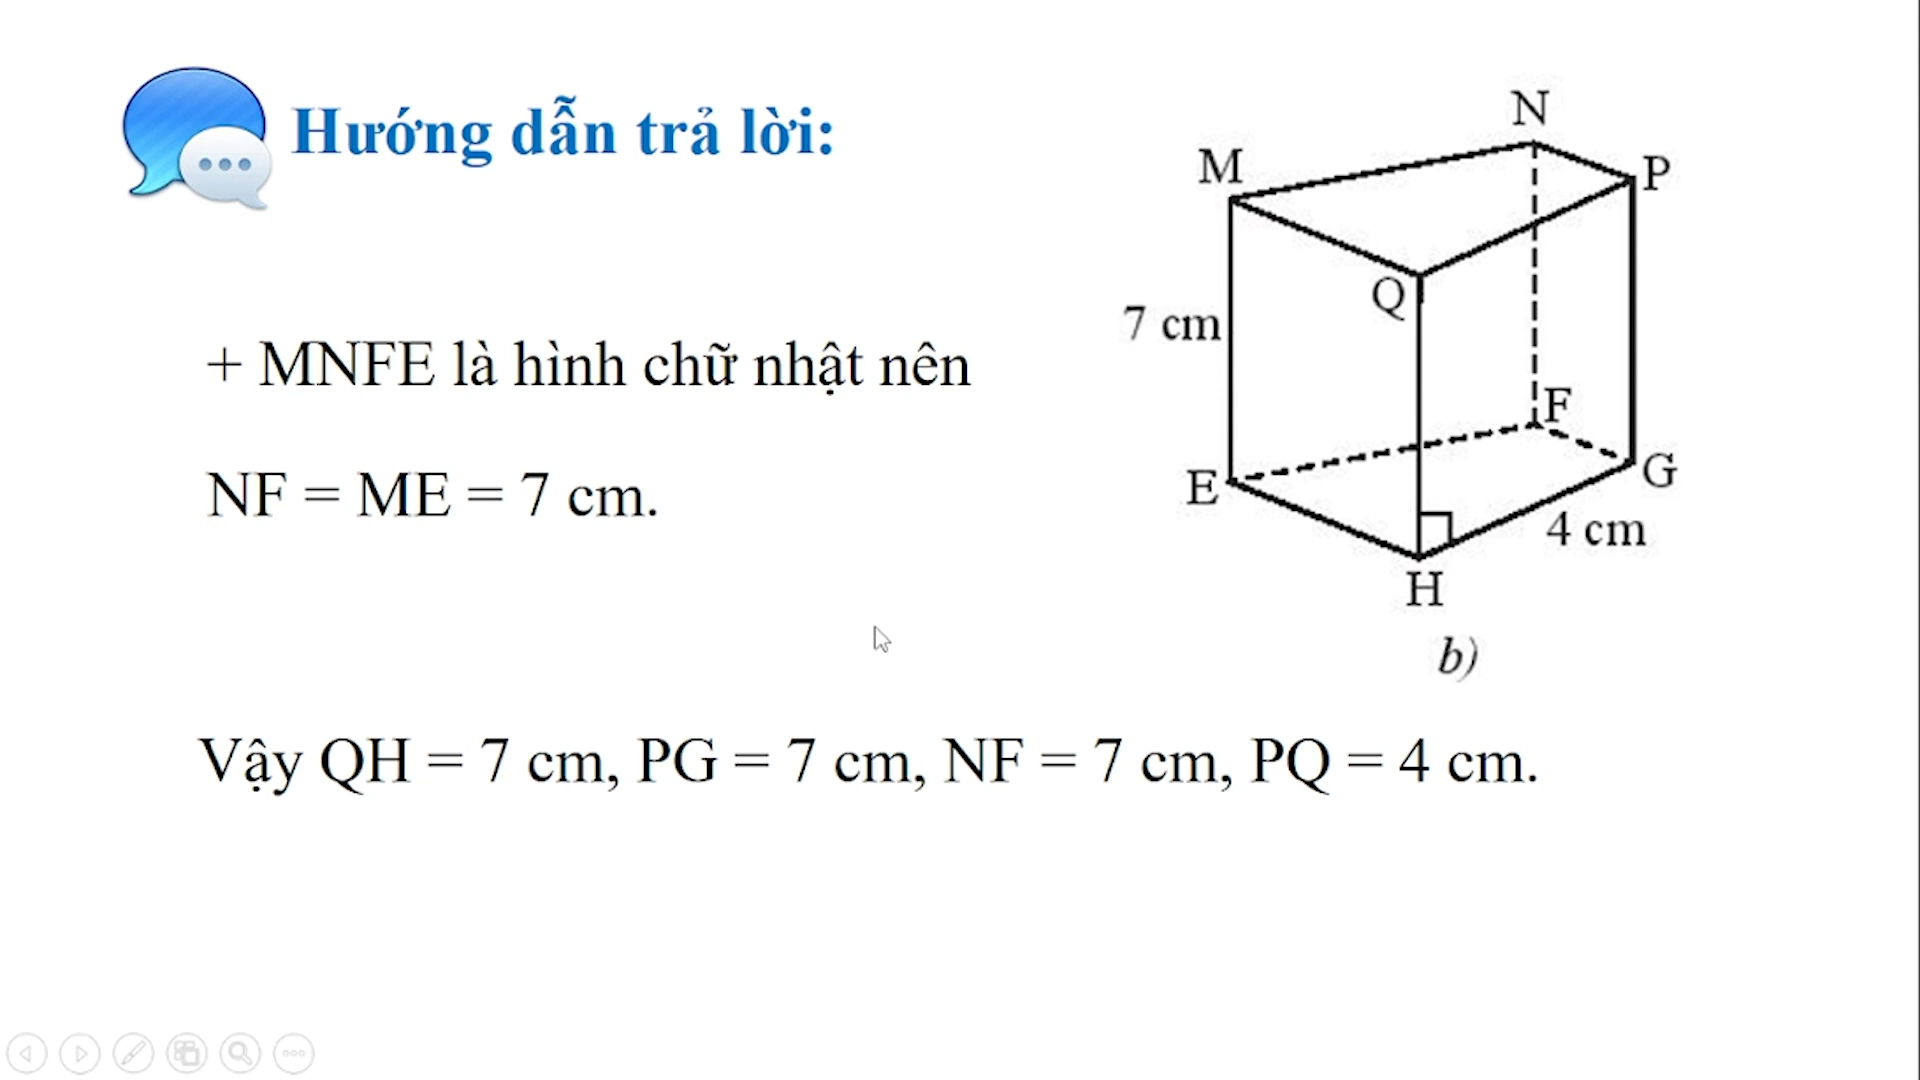 Hướng dẫn trả lời:
+ MNFE là hình chữ nhật nên
NF = ME = 7 cm.
N
M
P
Q
7 cm
F
E
G
4 cm
H
b)
Vậy QH = 7 cm, PG = 7 cm, NF = 7 cm, PQ = 4 cm.